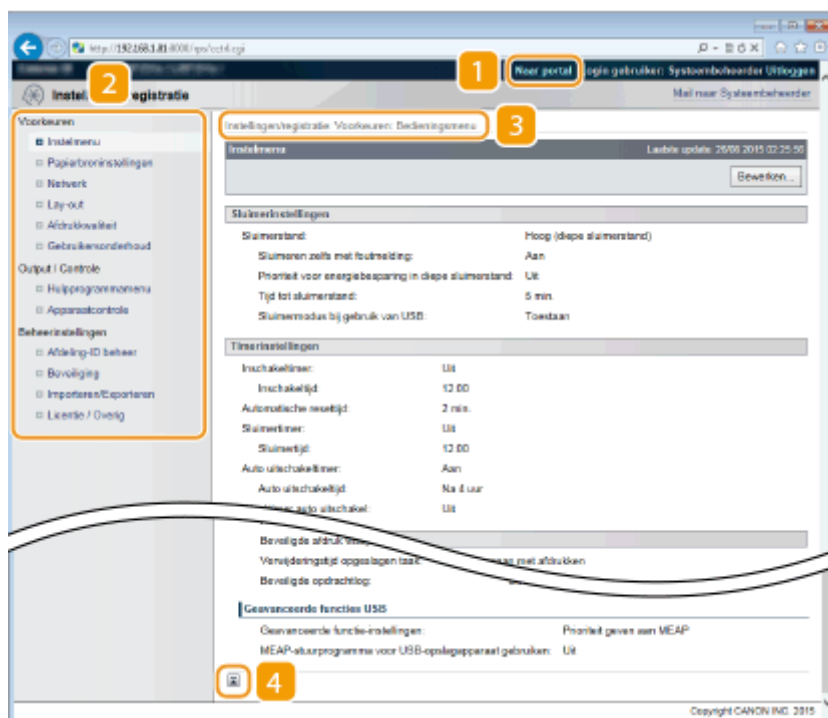 http://192.168.1.81:8000/rps/cctrl.cgi
1
Naar portal Login gebruiker: Systeembeheerder Uitloggen
2
Mail naar Systeembeheerder
Voorkeuren
Instelmenu
Papierbroninstellingen
Netwerk
Lay-out
Afdrukkwaliteit
Gebruikersonderhoud
Output / Controle
Hulpprogrammamenu
Apparaatcontrole
Beheerinstellingen
Afdeling-ID beheer
Beveiliging
Importeren/Exporteren
Licentie / Overig
Instellingen/registratie: Voorkeuren: Bedieningsmenu
3
Instelmenu
Laatste update: 26/06 2015 02:25:56
Bewerken...
Sluimerinstellingen
Sluimerstand: Hoog (diepe sluimerstand)
Sluimeren zelfs met foutmelding: Aan
Prioriteit voor energiebesparing in diepe sluimerstand: Uit
Tijd tot sluimerstand: 5 min.
Sluimermodus bij gebruik van USB: Toestaan
Timerinstellingen
Inschakeltimer: Uit
Inschakeltijd: 12:00
Automatische resettijd: 2 min.
Sluimertimer: Uit
Sluimertijd: 12:00
Auto uitschakeltimer: Aan
Auto uitschakeltijd: Na 4 uur
auto uitschakel: Uit
Beveiligde afdruk
Verwijderingstijd opgeslagen taak met afdrukken
Beveiligde opdrachtlog:
Geavanceerde functies USB
Geavanceerde functie-instellingen: Prioriteit geven aan MEAP
MEAP-stuurprogramma voor USB-opslagapparaat gebruiken: Uit
4
Copyright CANON INC. 2015